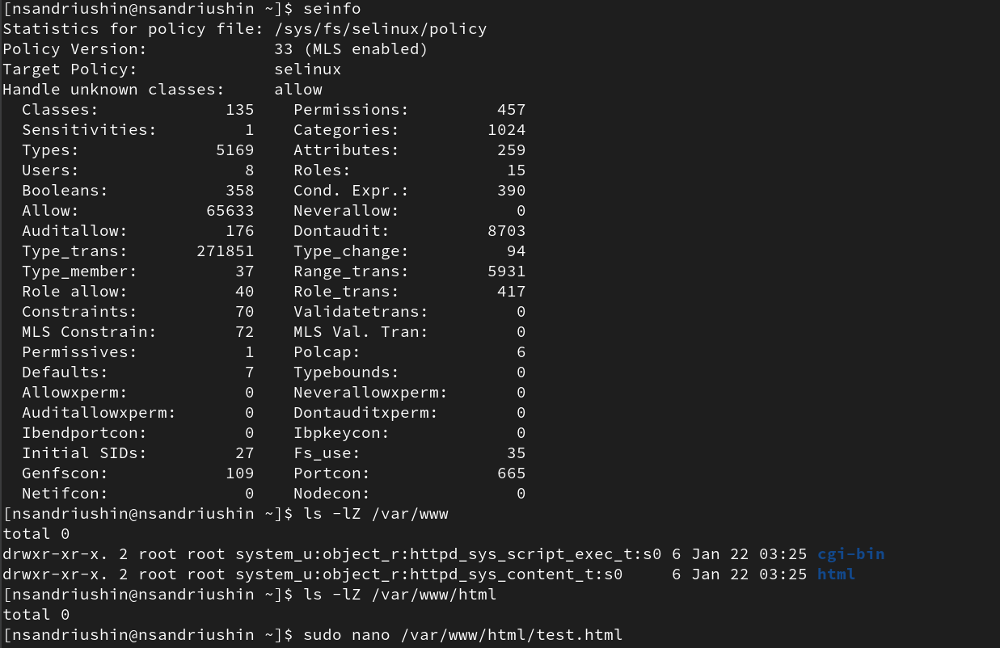 [nsandriushin@nsandriushin ~]$ seinfo
Statistics for policy file: /sys/fs/selinux/policy
Policy Version:             33 (MLS enabled)
Target Policy:              selinux
Handle unknown classes:     allow
  Classes:             135    Permissions:         457
  Sensitivities:         1    Categories:         1024
  Types:              5169    Attributes:          259
  Users:                 8    Roles:                15
  Booleans:            358    Cond. Expr.:         390
  Allow:             65633    Neverallow:            0
  Auditallow:          176    Dontaudit:          8703
  Type_trans:       271851    Type_change:          94
  Type_member:          37    Range_trans:        5931
  Role allow:           40    Role_trans:          417
  Constraints:          70    Validatetrans:         0
  MLS Constrain:        72    MLS Val. Tran:         0
  Permissives:           1    Polcap:                6
  Defaults:              7    Typebounds:            0
  Allowxperm:            0    Neverallowxperm:       0
  Auditallowxperm:       0    Dontauditxperm:        0
  Ibendportcon:          0    Ibpkeycon:             0
  Initial SIDs:         27    Fs_use:               35
  Genfscon:            109    Portcon:             665
  Netifcon:              0    Nodecon:               0
[nsandriushin@nsandriushin ~]$ ls -lZ /var/www
total 0
drwxr-xr-x. 2 root root system_u:object_r:httpd_sys_script_exec_t:s0 6 Jan 22 03:25 cgi-bin
drwxr-xr-x. 2 root root system_u:object_r:httpd_sys_content_t:s0     6 Jan 22 03:25 html
[nsandriushin@nsandriushin ~]$ ls -lZ /var/www/html
total 0
[nsandriushin@nsandriushin ~]$ sudo nano /var/www/html/test.html